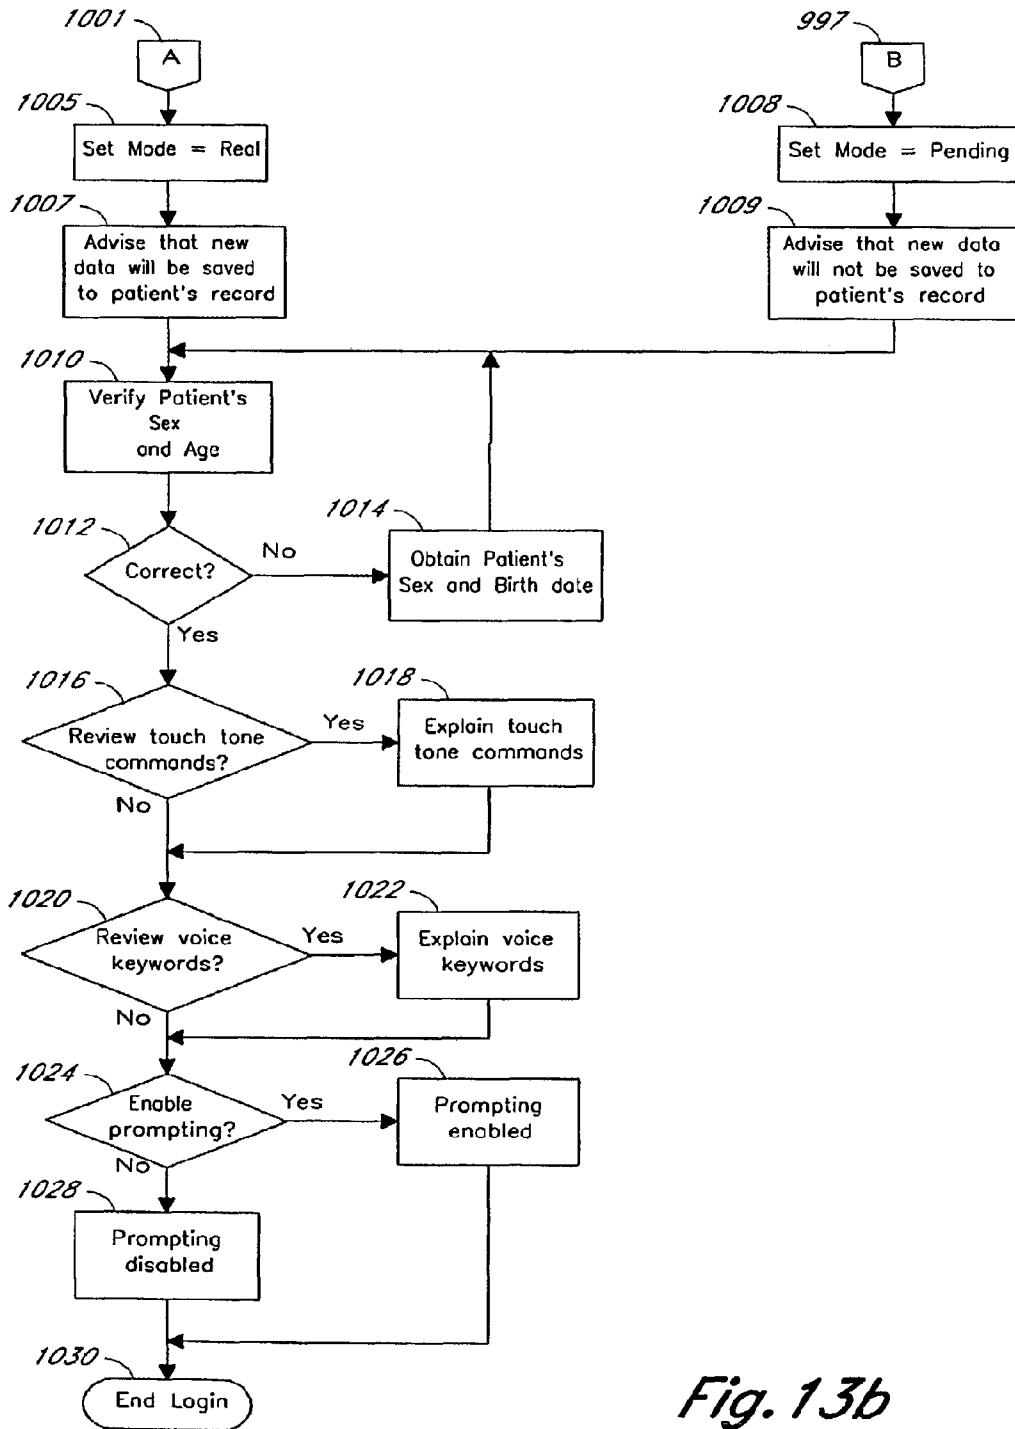 1001
A
997
B
1005
Set Mode = Real
1008
Set Mode = Pending
1007
Advise that new
data will be saved
to patient's record
1009
Advise that new data
will not be saved to
patient's record
1010
Verify Patient's
Sex
and Age
1012
Correct?
No
1014
Obtain Patient's
Sex and Birth date
Yes
1016
Review touch tone
commands?
Yes
1018
Explain touch
tone commands
No
1020
Review voice
keywords?
Yes
1022
Explain voice
keywords
No
1024
Enable
prompting?
Yes
1026
Prompting
enabled
No
1028
Prompting
disabled
1030
End Login
Fig. 13b